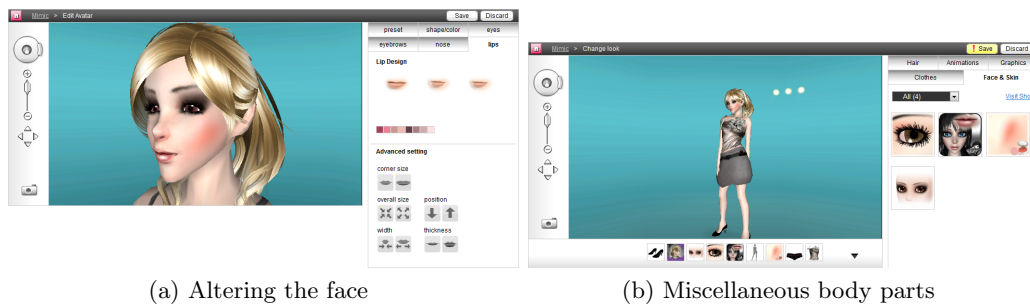 Mimic > Edit Avatar
Save Discard
preset shape/color eyes
eyebrows nose lips
Lip Design
Advanced setting
corner size
overall size position
width thickness
Mimic > Change look
! Save Discard
Hair Animations Graphics
Clothes Face & Skin
All (4)
Visit Sho
(a) Altering the face
(b) Miscellaneous body parts